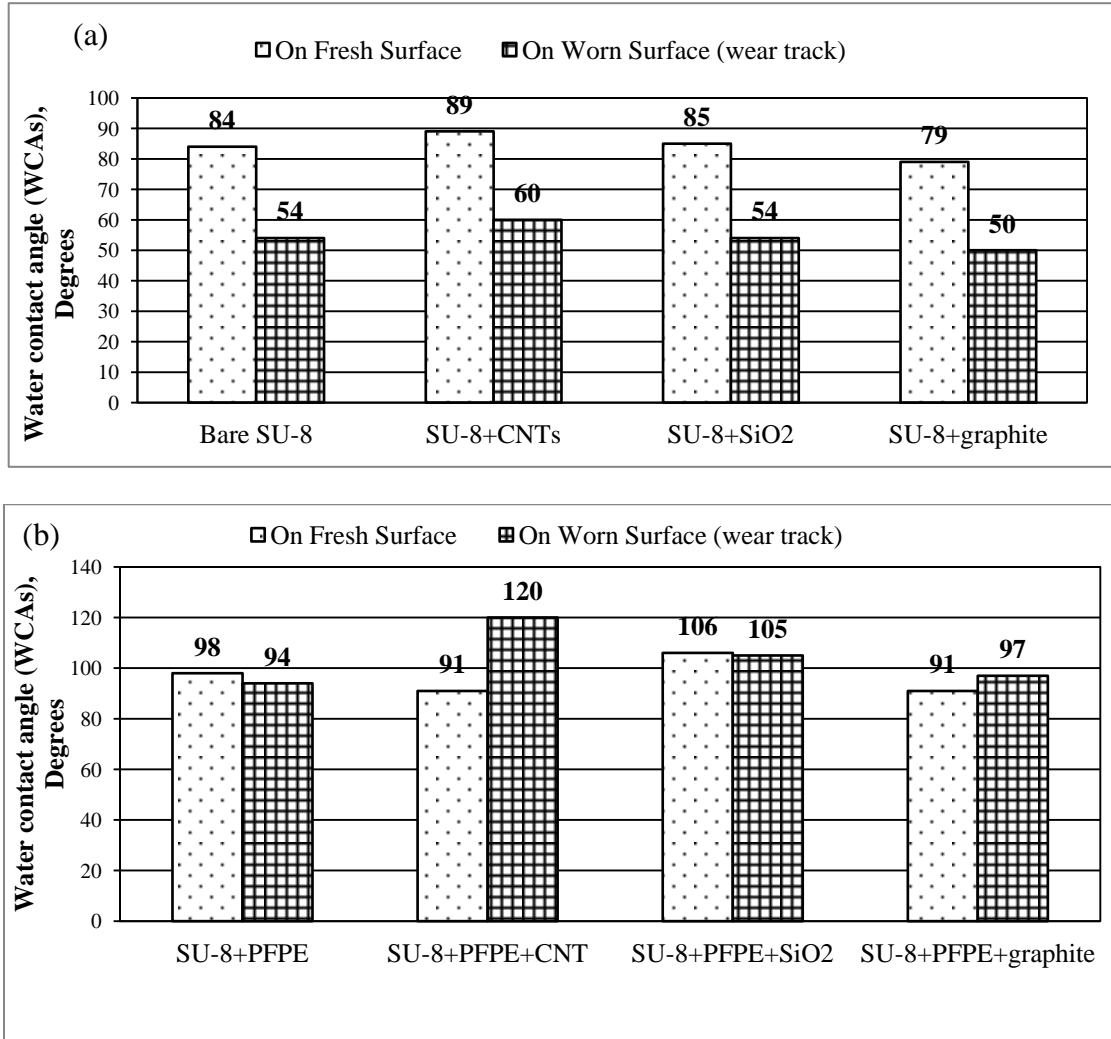 (a)
On Fresh Surface
On Worn Surface (wear track)
Water contact angle (WCAs),
Degrees
100
90
80
70
60
50
40
30
20
10
0
84
54
89
60
85
54
79
50
Bare SU-8
SU-8+CNTs
SU-8+SiO2
SU-8+graphite
(b)
On Fresh Surface
On Worn Surface (wear track)
Water contact angle (WCAs),
Degrees
140
120
100
80
60
40
20
0
98
94
91
120
106
105
91
97
SU-8+PFPE
SU-8+PFPE+CNT
SU-8+PFPE+SiO2
SU-8+PFPE+graphite